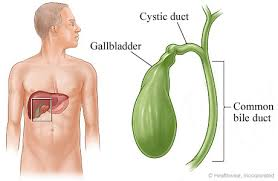 Cystic duct
Gallbladder
Common
bile duct
© Healthwise, Incorporated